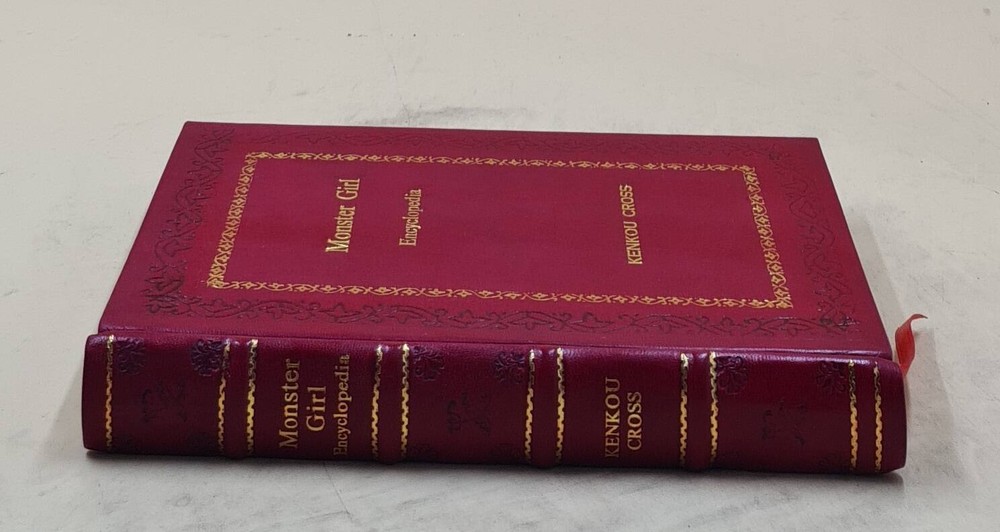 Monster Girl
Encyclopedia
KENKOU CROSS
Monster
Girl
Encyclopedia
KENKOU
CROSS